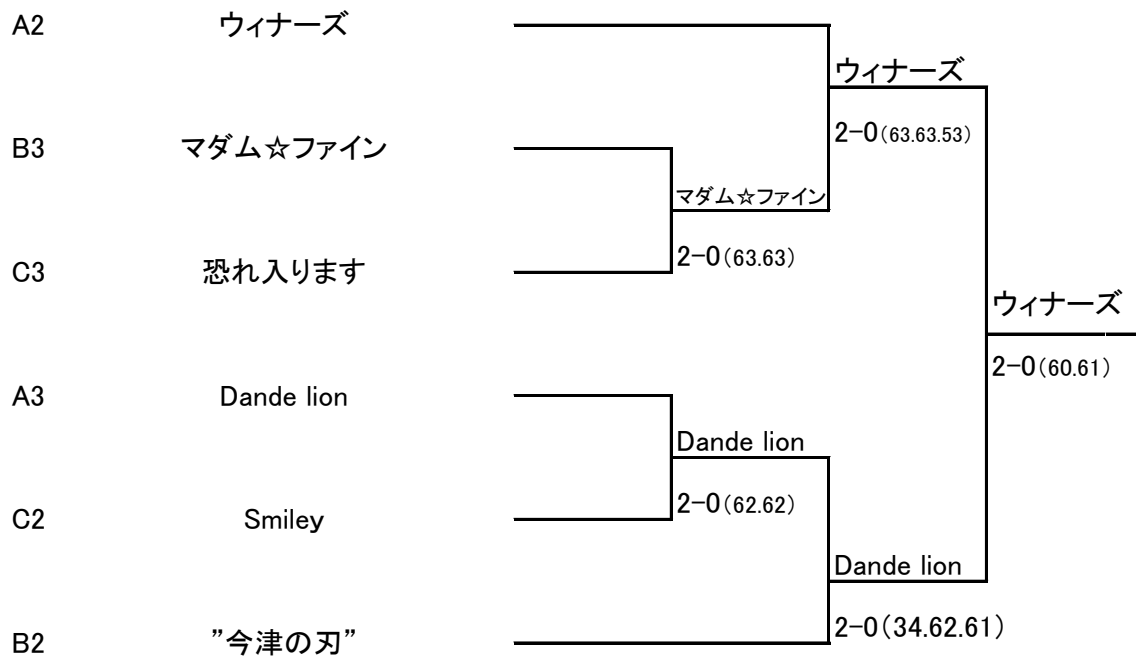 A2 ウィナーズ
ウィナーズ
2-0(63.63.53)
B3 マダム☆ファイン
マダム☆ファイン
2-0(63.63)
C3 恐れ入ります
ウィナーズ
2-0(60.61)
A3 Dande lion
Dande lion
2-0(62.62)
C2 Smiley
Dande lion
2-0(34.62.61)
B2 ”今津の刃”